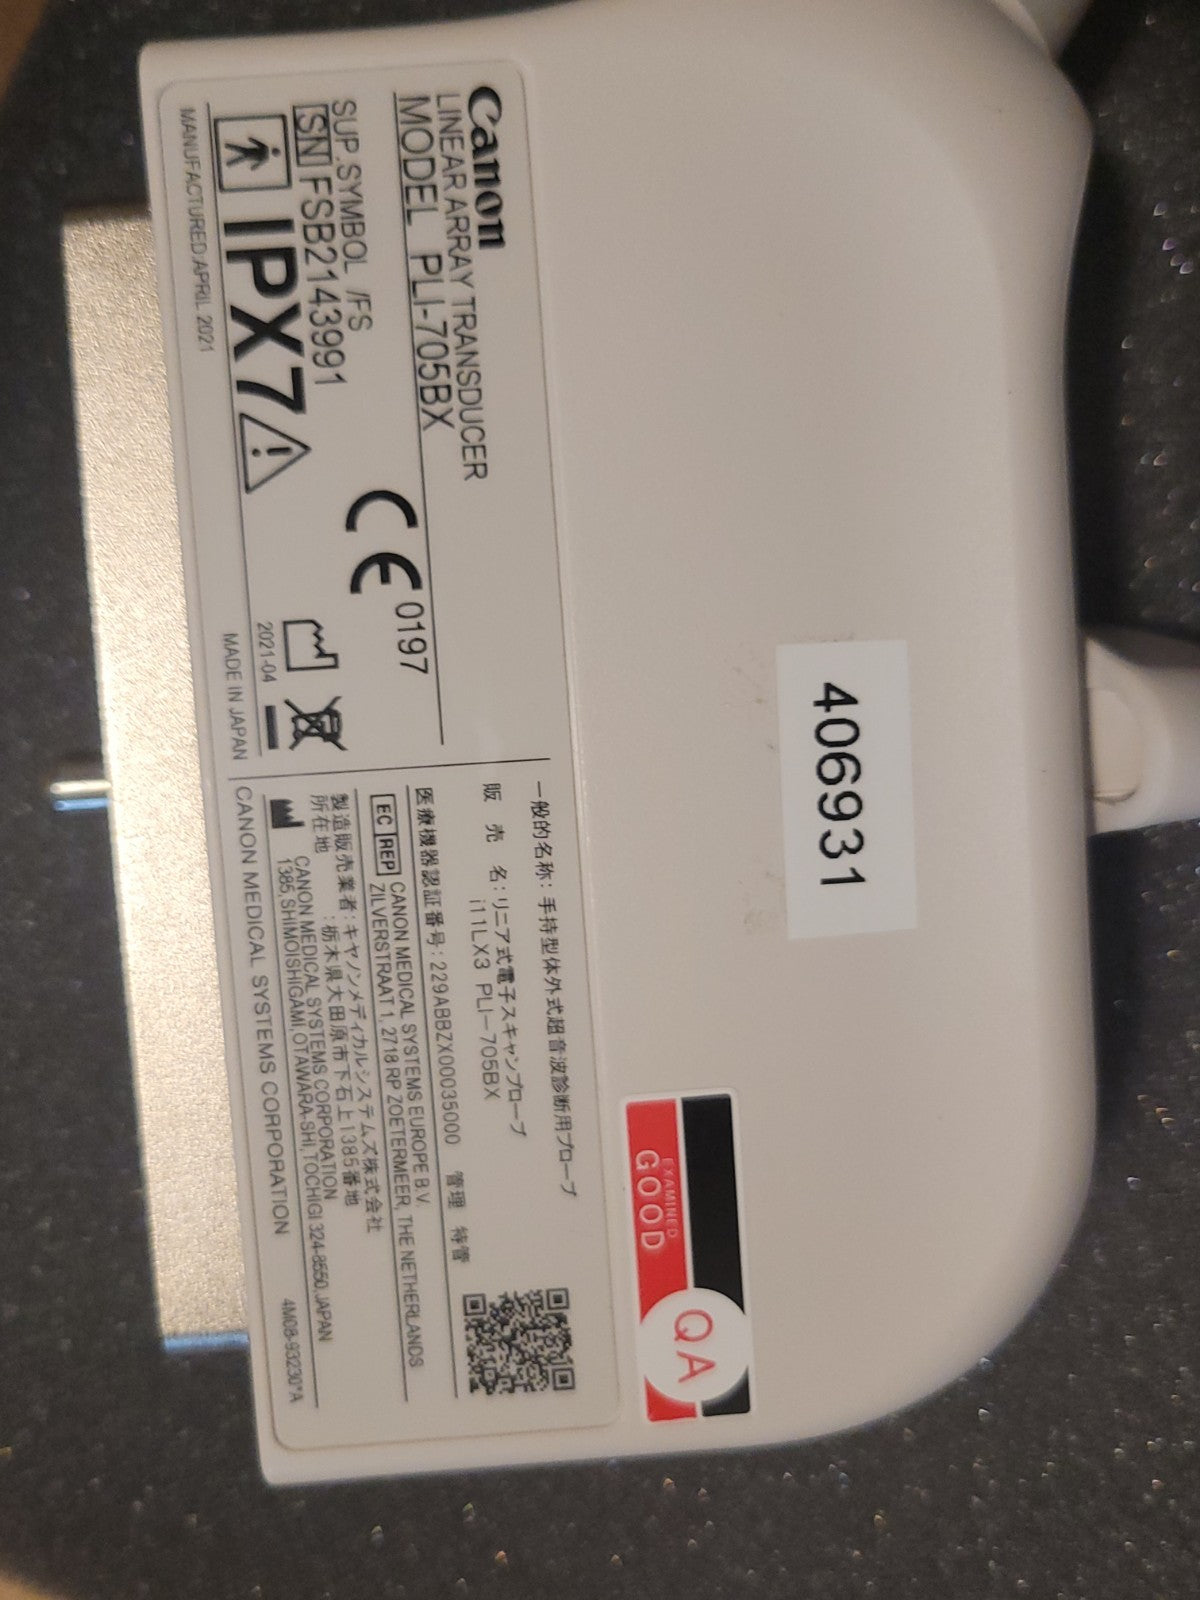 Canon
LINEAR ARRAY TRANSDUCER
MODEL PLI-705BX
SUP.SYMBOL /FS
SN FSB2143991
IPX7
CE 0197
2021-04
MANUFACTURED:APRIL 2021
MADE IN JAPAN
一般的名称: 手持型体外式超音波診断用プローブ
販売名: リニア式電子スキャンプローブ
i11LX3 PLI-705BX
医療機器認証番号: 229ABBZX00035000 管理 特管
EC REP CANON MEDICAL SYSTEMS EUROPE B.V.
ZILVERSTRAAT 1, 2718 RP ZOETERMEER, THE NETHERLANDS
製造販売業者: キヤノンメディカルシステムズ株式会社
所在地 : 栃木県大田原市下石上1385番地
CANON MEDICAL SYSTEMS CORPORATION
1385, SHIMOISHIGAMI, OTAWARA-SHI, TOCHIGI 324-8550, JAPAN
CANON MEDICAL SYSTEMS CORPORATION
4M08-93230*A
406931
EXAMINED
GOOD
QA